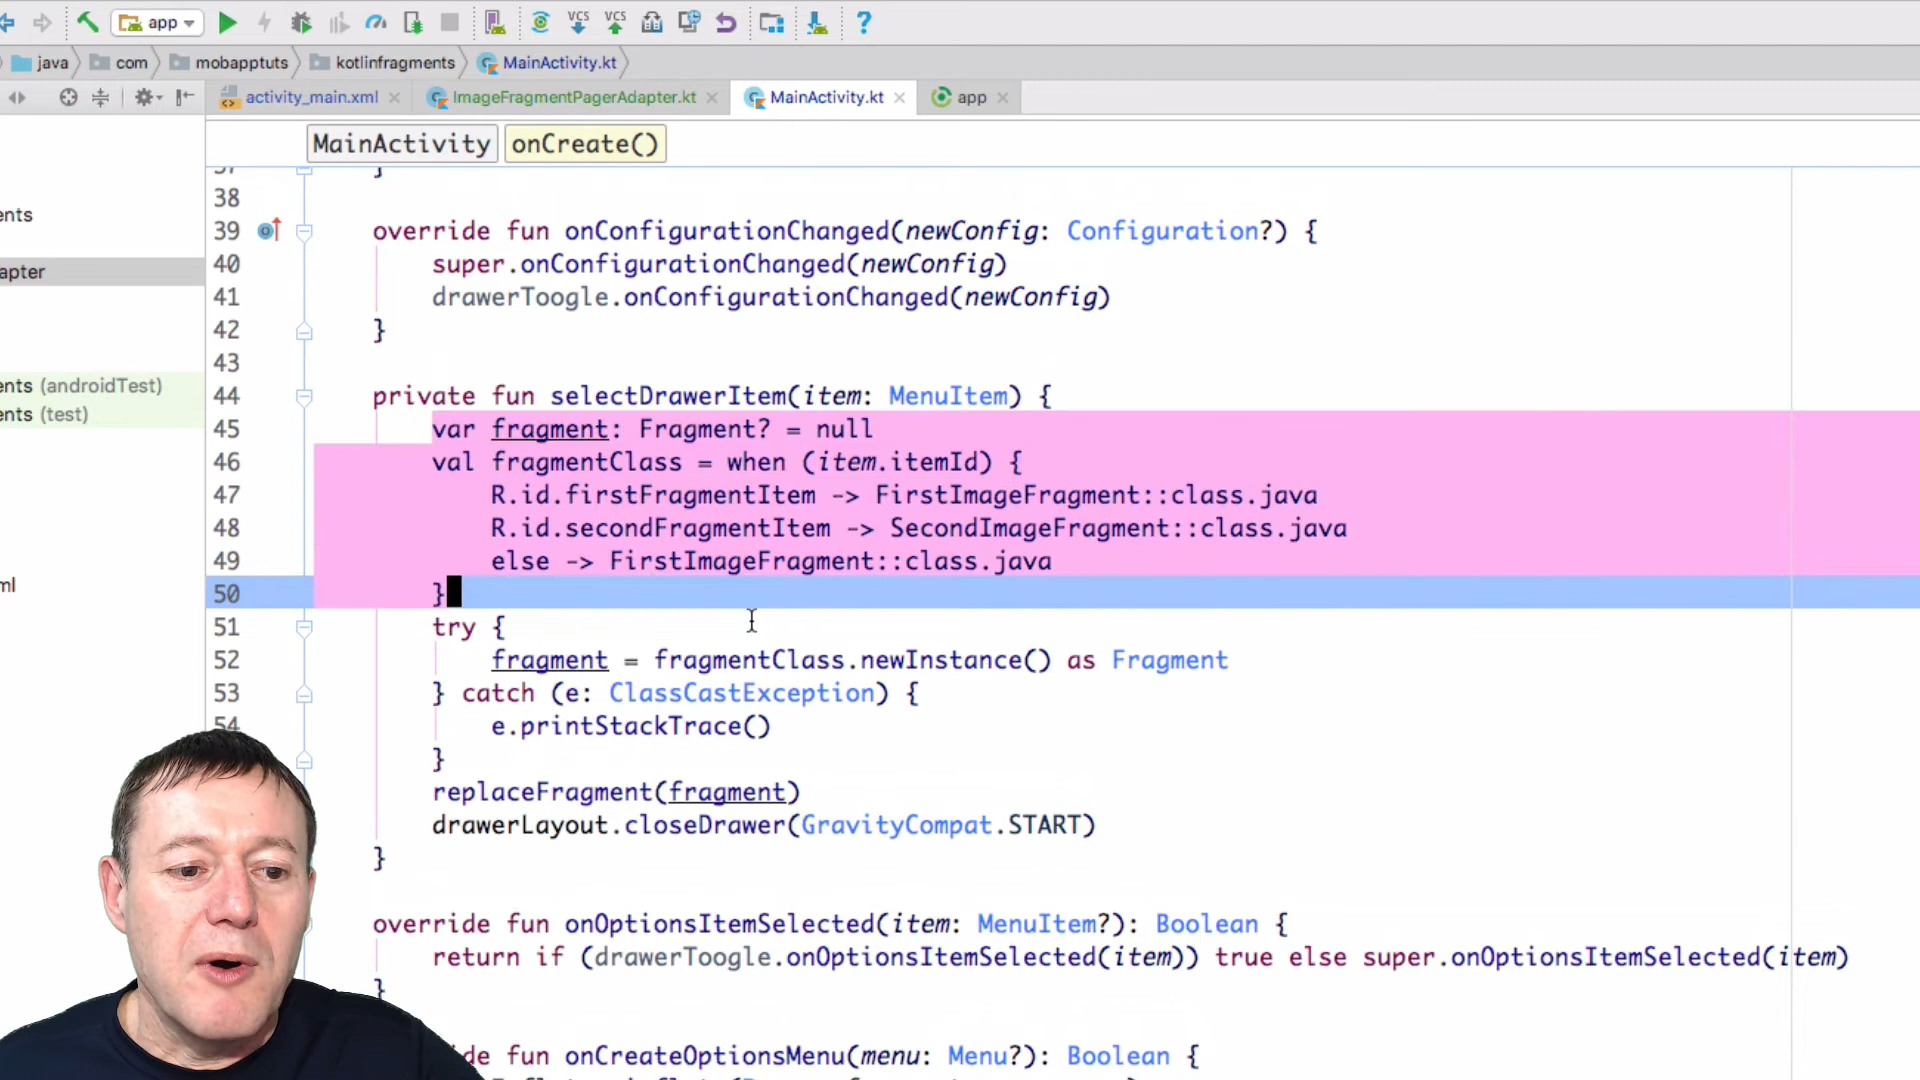 app
VCS VCS ?
java com mobapptuts kotlinfragments MainActivity.kt
activity_main.xml ImageFragmentPagerAdapter.kt MainActivity.kt app
MainActivity onCreate()
ents
apter
ents (androidTest)
ents (test)
ml
37 }
38
39 override fun onConfigurationChanged(newConfig: Configuration?) {
40 super.onConfigurationChanged(newConfig)
41 drawerToogle.onConfigurationChanged(newConfig)
42 }
43
44 private fun selectDrawerItem(item: MenuItem) {
45 var fragment: Fragment? = null
46 val fragmentClass = when (item.itemId) {
47 R.id.firstFragmentItem -> FirstImageFragment::class.java
48 R.id.secondFragmentItem -> SecondImageFragment::class.java
49 else -> FirstImageFragment::class.java
50 }
51 try {
52 fragment = fragmentClass.newInstance() as Fragment
53 } catch (e: ClassCastException) {
54 e.printStackTrace()
}
replaceFragment(fragment)
drawerLayout.closeDrawer(GravityCompat.START)
}
override fun onOptionsItemSelected(item: MenuItem?): Boolean {
return if (drawerToogle.onOptionsItemSelected(item)) true else super.onOptionsItemSelected(item)
}
de fun onCreateOptionsMenu(menu: Menu?): Boolean {